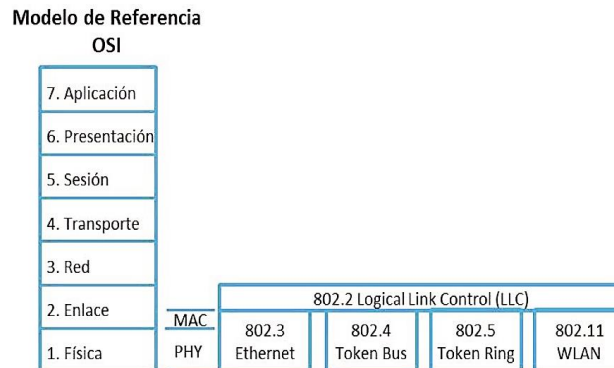 Modelo de Referencia
OSI
7. Aplicación
6. Presentación
5. Sesión
4. Transporte
3. Red
2. Enlace
1. Física
MAC
PHY
802.2 Logical Link Control (LLC)
802.3
Ethernet
802.4
Token Bus
802.5
Token Ring
802.11
WLAN